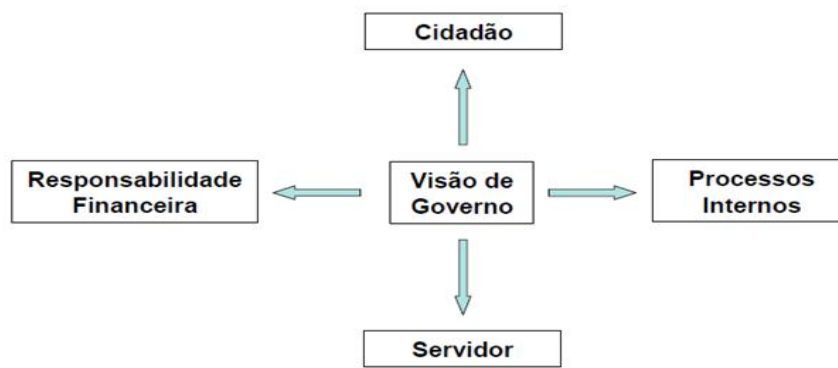 Cidadão
Responsabilidade
Financeira
Visão de
Governo
Processos
Internos
Servidor